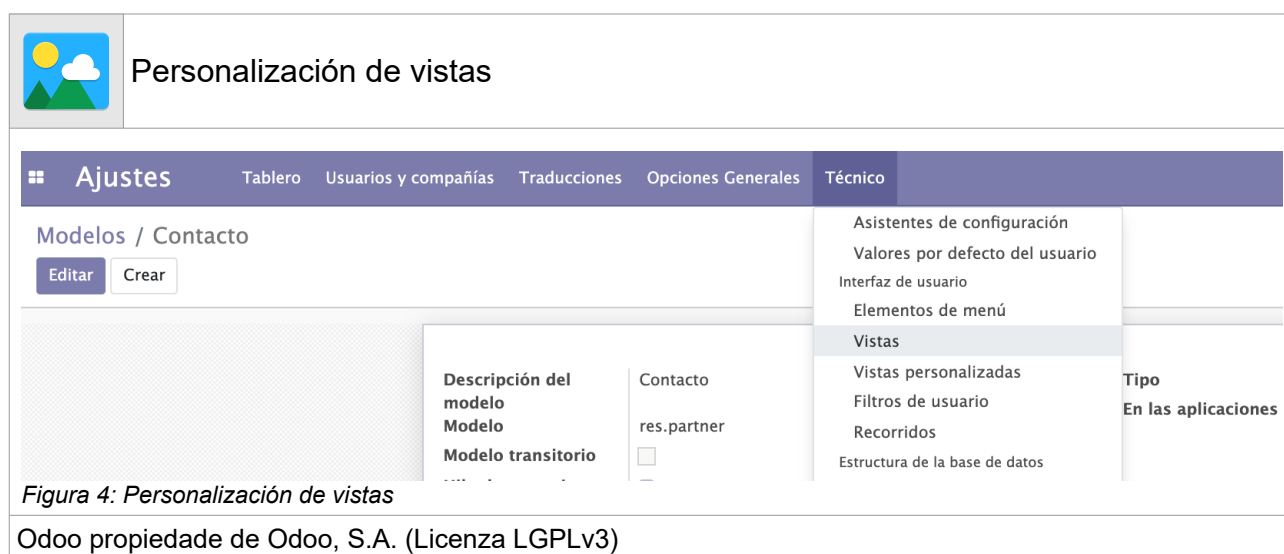 Personalización de vistas
Ajustes Tablero Usuarios y compañías Traducciones Opciones Generales Técnico
Modelos / Contacto
Editar Crear
Asistentes de configuración
Valores por defecto del usuario
Interfaz de usuario
Elementos de menú
Vistas
Vistas personalizadas
Filtros de usuario
Recorridos
Estructura de la base de datos
Descripción del modelo Contacto
Modelo res.partner
Modelo transitorio
Tipo
En las aplicaciones
Figura 4: Personalización de vistas
Odoo propiedade de Odoo, S.A. (Licenza LGPLv3)